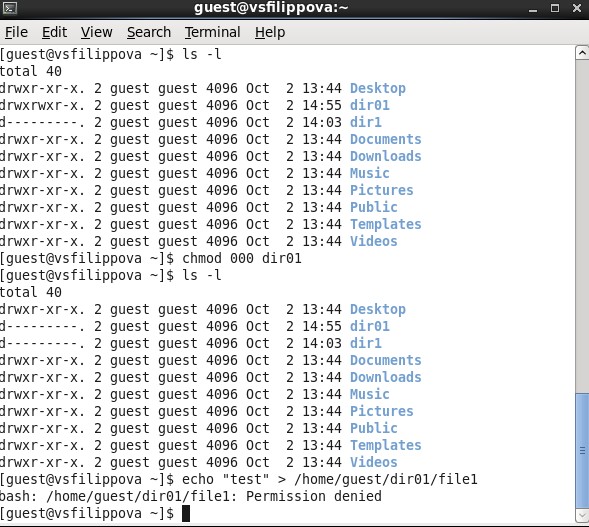 guest@vsfilippova:~
File Edit View Search Terminal Help
[guest@vsfilippova ~]$ ls -l
total 40
drwxr-xr-x. 2 guest guest 4096 Oct  2 13:44 Desktop
drwxrwxr-x. 2 guest guest 4096 Oct  2 14:55 dir01
d---------. 2 guest guest 4096 Oct  2 14:03 dir1
drwxr-xr-x. 2 guest guest 4096 Oct  2 13:44 Documents
drwxr-xr-x. 2 guest guest 4096 Oct  2 13:44 Downloads
drwxr-xr-x. 2 guest guest 4096 Oct  2 13:44 Music
drwxr-xr-x. 2 guest guest 4096 Oct  2 13:44 Pictures
drwxr-xr-x. 2 guest guest 4096 Oct  2 13:44 Public
drwxr-xr-x. 2 guest guest 4096 Oct  2 13:44 Templates
drwxr-xr-x. 2 guest guest 4096 Oct  2 13:44 Videos
[guest@vsfilippova ~]$ chmod 000 dir01
[guest@vsfilippova ~]$ ls -l
total 40
drwxr-xr-x. 2 guest guest 4096 Oct  2 13:44 Desktop
d---------. 2 guest guest 4096 Oct  2 14:55 dir01
d---------. 2 guest guest 4096 Oct  2 14:03 dir1
drwxr-xr-x. 2 guest guest 4096 Oct  2 13:44 Documents
drwxr-xr-x. 2 guest guest 4096 Oct  2 13:44 Downloads
drwxr-xr-x. 2 guest guest 4096 Oct  2 13:44 Music
drwxr-xr-x. 2 guest guest 4096 Oct  2 13:44 Pictures
drwxr-xr-x. 2 guest guest 4096 Oct  2 13:44 Public
drwxr-xr-x. 2 guest guest 4096 Oct  2 13:44 Templates
drwxr-xr-x. 2 guest guest 4096 Oct  2 13:44 Videos
[guest@vsfilippova ~]$ echo "test" > /home/guest/dir01/file1
bash: /home/guest/dir01/file1: Permission denied
[guest@vsfilippova ~]$